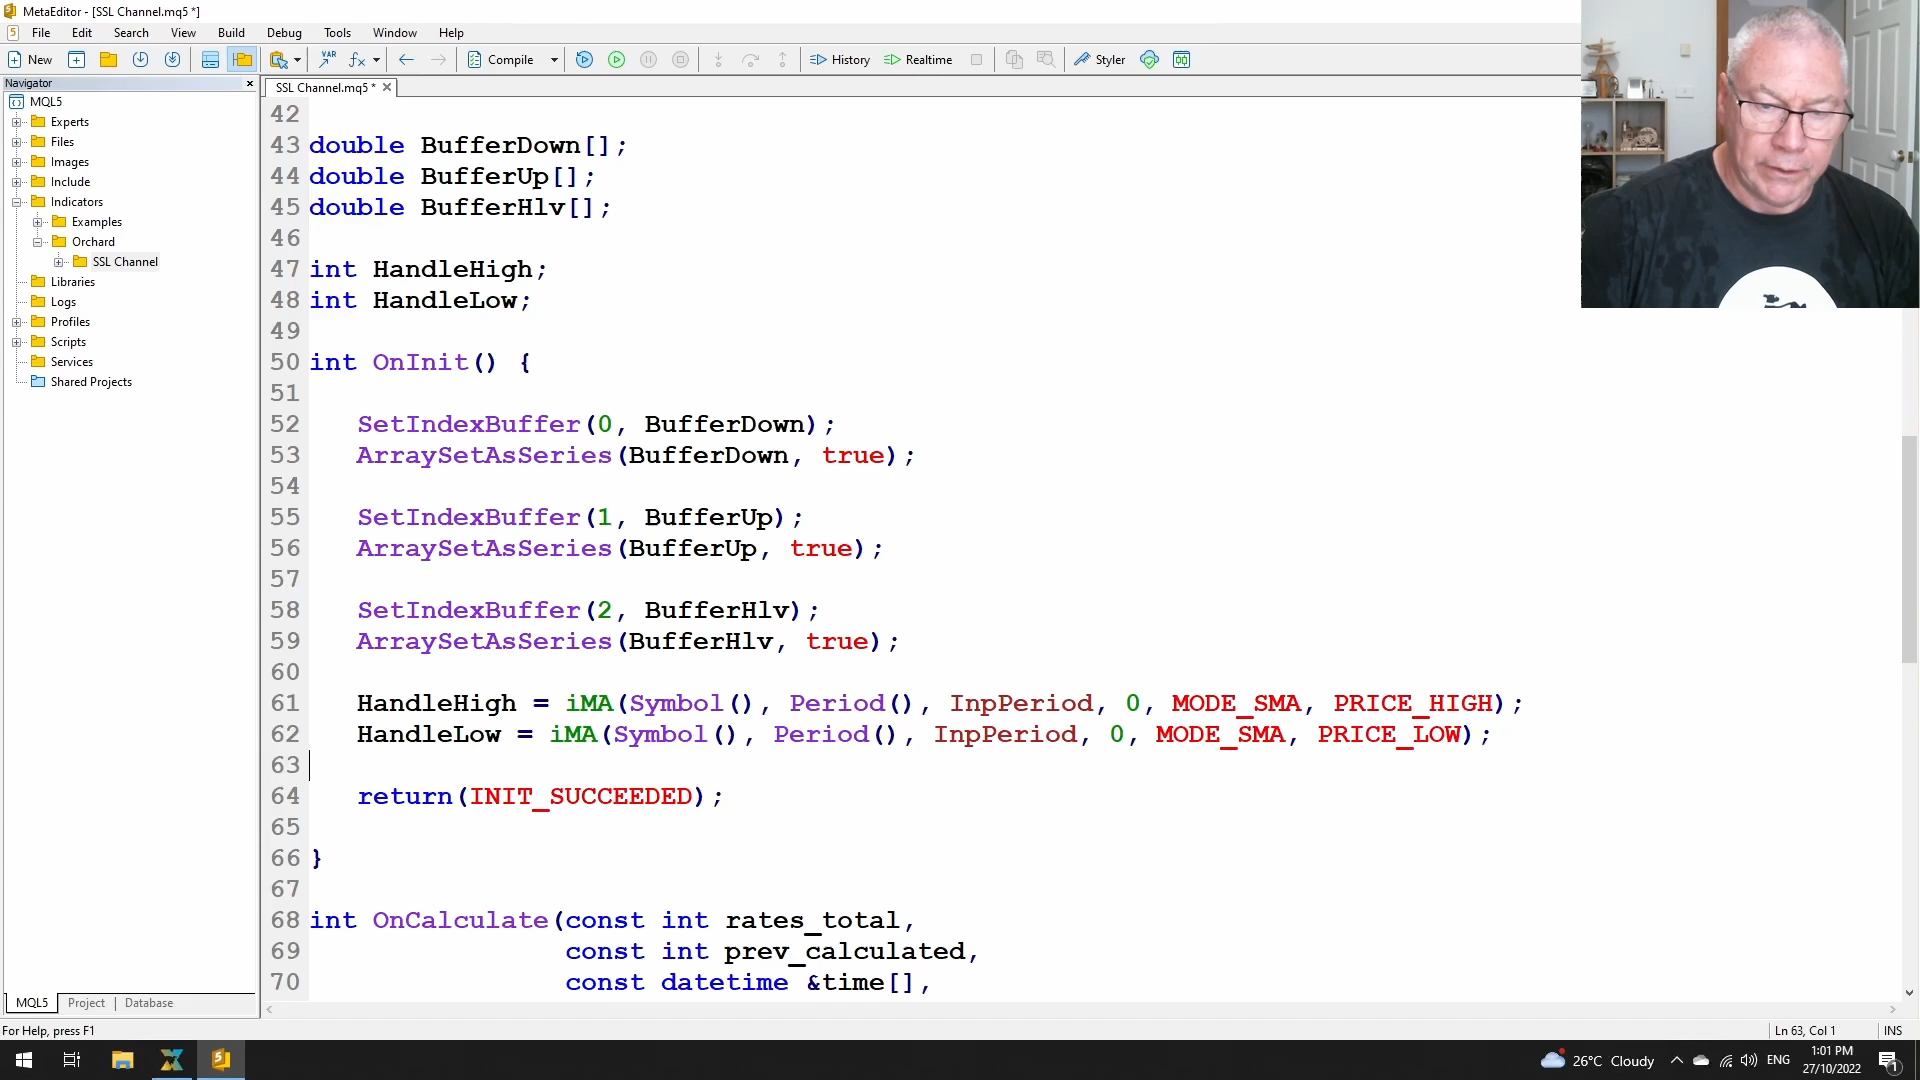 MetaEditor - [SSL Channel.mq5 *]
File Edit Search View Build Debug Tools Window Help
New Compile History Realtime Styler
Navigator
MQL5
Experts
Files
Images
Include
Indicators
Examples
Orchard
SSL Channel
Libraries
Logs
Profiles
Scripts
Services
Shared Projects
MQL5 Project Database
SSL Channel.mq5 *
42
43 double BufferDown[];
44 double BufferUp[];
45 double BufferHlv[];
46
47 int HandleHigh;
48 int HandleLow;
49
50 int OnInit() {
51
52 SetIndexBuffer(0, BufferDown);
53 ArraySetAsSeries(BufferDown, true);
54
55 SetIndexBuffer(1, BufferUp);
56 ArraySetAsSeries(BufferUp, true);
57
58 SetIndexBuffer(2, BufferHlv);
59 ArraySetAsSeries(BufferHlv, true);
60
61 HandleHigh = iMA(Symbol(), Period(), InpPeriod, 0, MODE_SMA, PRICE_HIGH);
62 HandleLow = iMA(Symbol(), Period(), InpPeriod, 0, MODE_SMA, PRICE_LOW);
63
64 return(INIT_SUCCEEDED);
65
66 }
67
68 int OnCalculate(const int rates_total,
69 const int prev_calculated,
70 const datetime &time[],
For Help, press F1
Ln 63, Col 1 INS
26°C Cloudy ENG
1:01 PM
27/10/2022